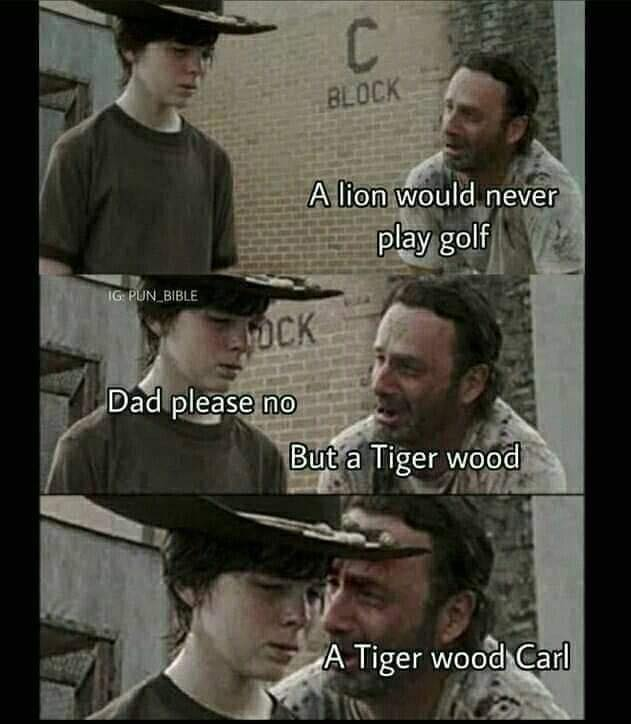 C
BLOCK
A lion would never
play golf
IG: PUN_BIBLE
OCK
Dad please no
But a Tiger wood
A Tiger wood Carl